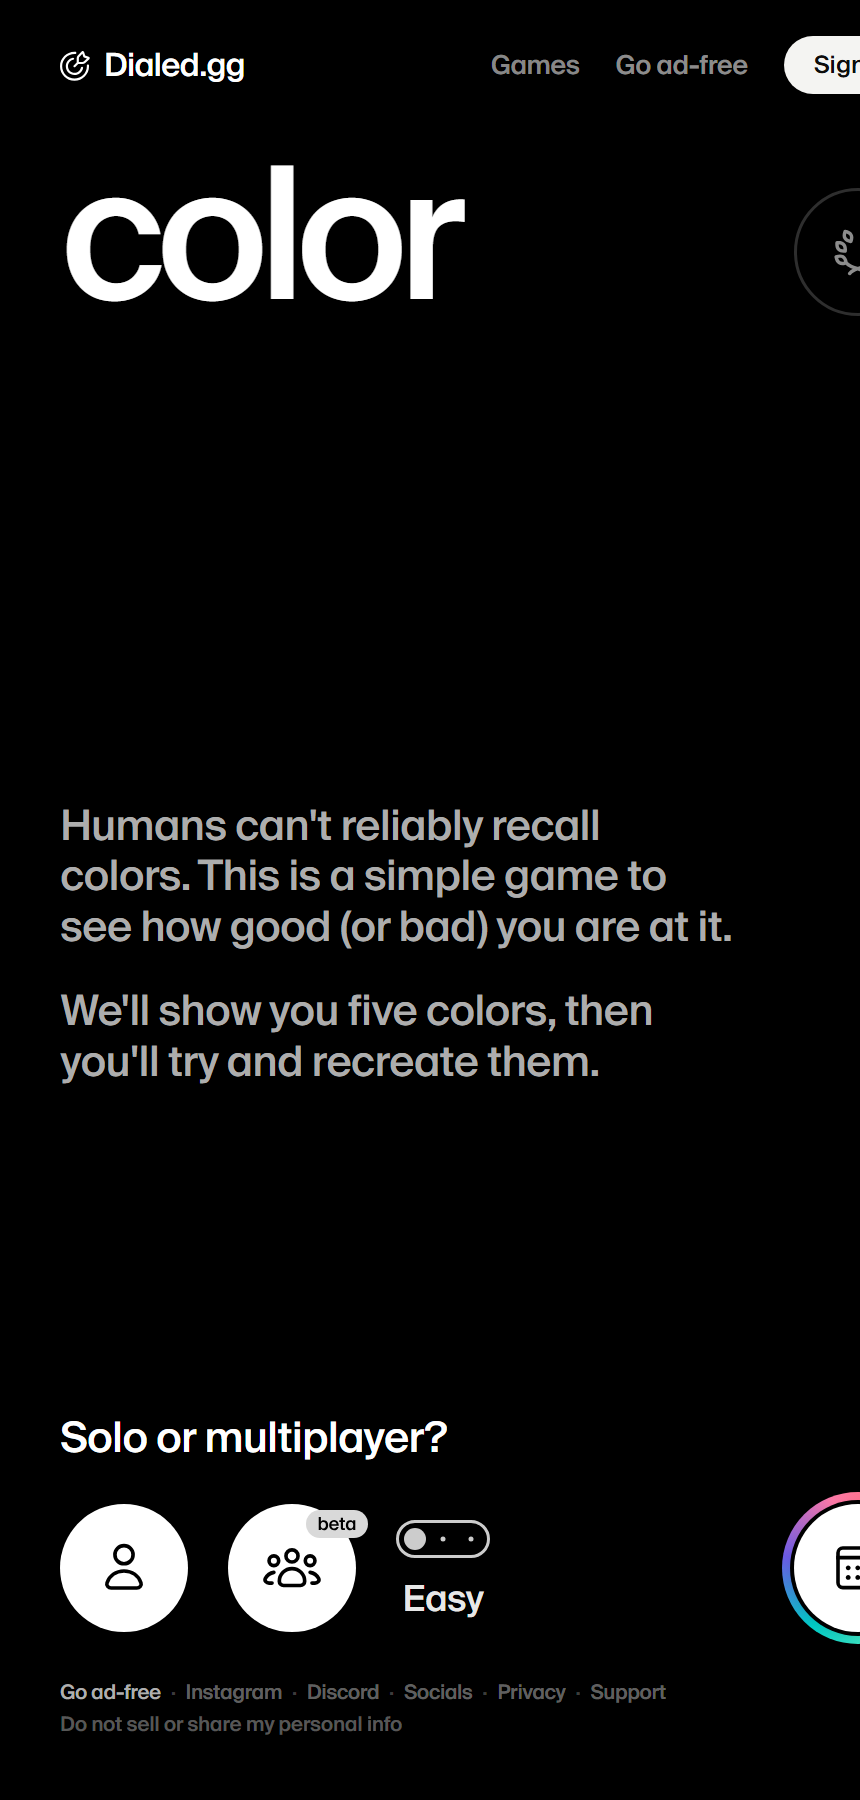 Dialed.gg Games Go ad-free Sign
color
Humans can't reliably recall
colors. This is a simple game to
see how good (or bad) you are at it.
We'll show you five colors, then
you'll try and recreate them.
Solo or multiplayer?
beta
Easy
Go ad-free · Instagram · Discord · Socials · Privacy · Support
Do not sell or share my personal info